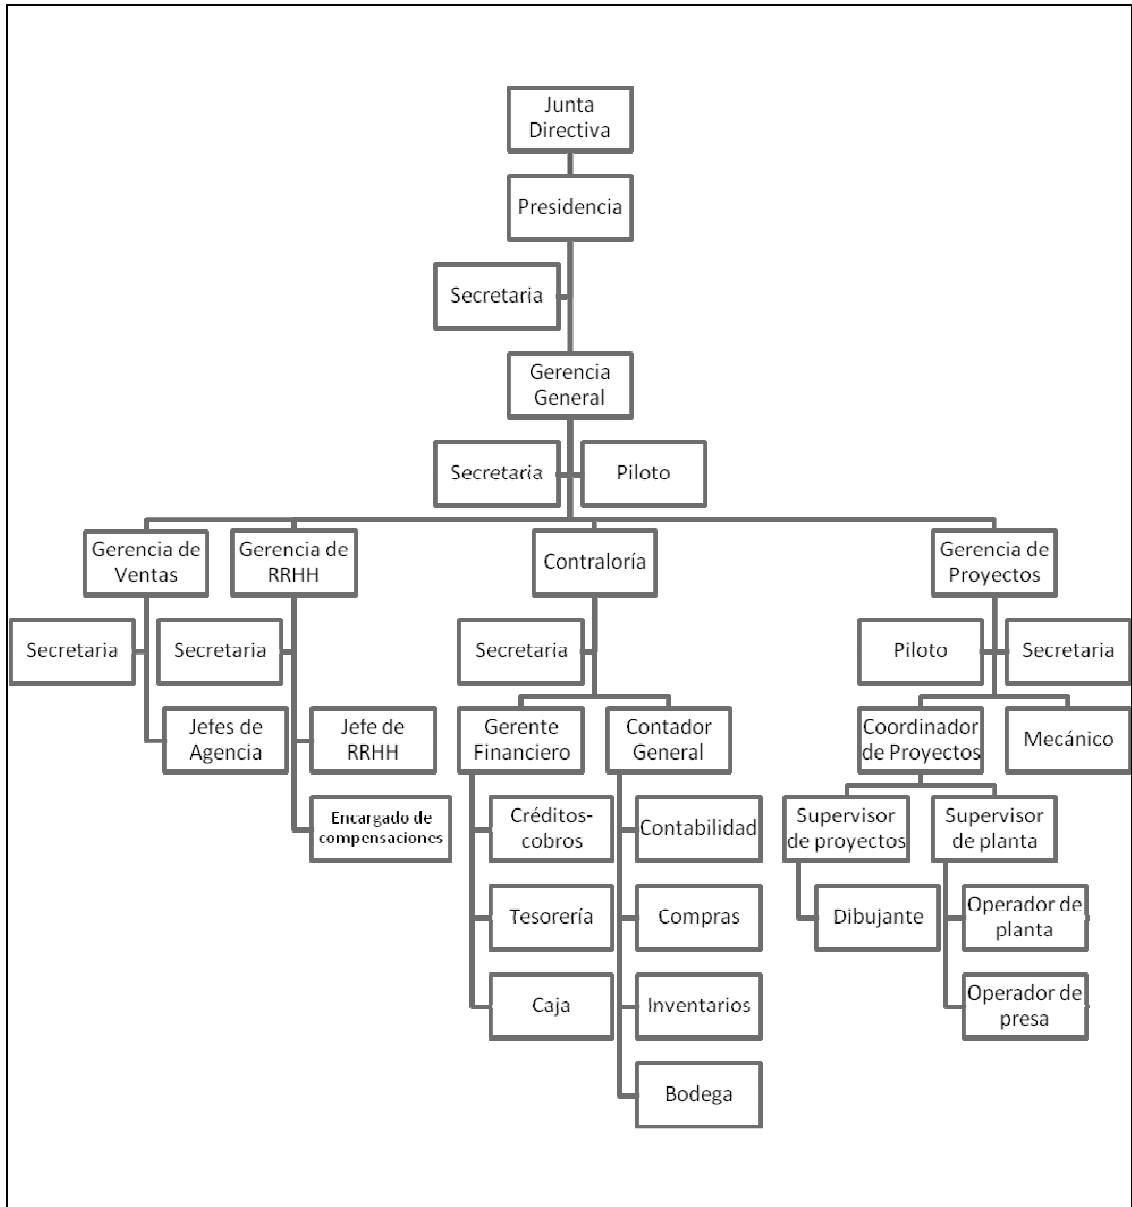 Junta
Directiva
Presidencia
Secretaria
Gerencia
General
Secretaria
Piloto
Gerencia de
Ventas
Gerencia de
RRHH
Contraloría
Gerencia de
Proyectos
Secretaria
Secretaria
Secretaria
Piloto
Secretaria
Jefes de
Agencia
Jefe de
RRHH
Gerente
Financiero
Contador
General
Coordinador
de Proyectos
Mecánico
Encargado de
compensaciones
Créditos-
cobros
Contabilidad
Supervisor
de proyectos
Supervisor
de planta
Tesorería
Compras
Dibujante
Operador de
planta
Caja
Inventarios
Operador de
presa
Bodega